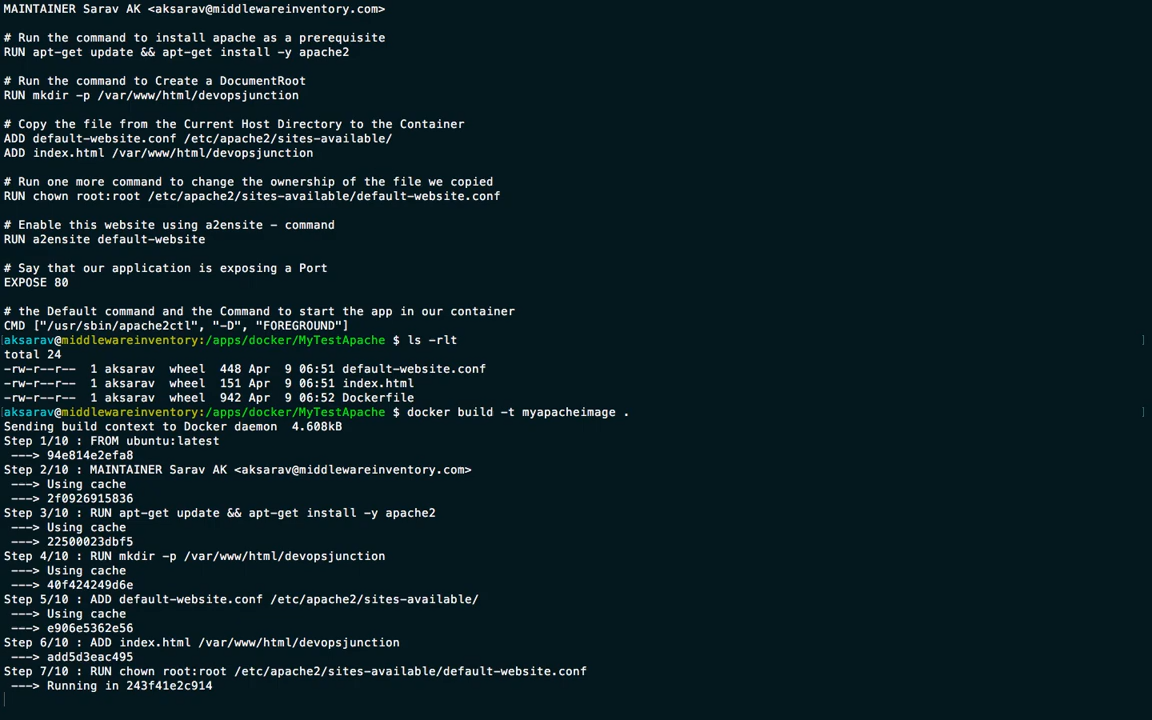 MAINTAINER Sarav AK <aksarav@middlewareinventory.com>
# Run the command to install apache as a prerequisite
RUN apt-get update && apt-get install -y apache2
# Run the command to Create a DocumentRoot
RUN mkdir -p /var/www/html/devopsjunction
# Copy the file from the Current Host Directory to the Container
ADD default-website.conf /etc/apache2/sites-available/
ADD index.html /var/www/html/devopsjunction
# Run one more command to change the ownership of the file we copied
RUN chown root:root /etc/apache2/sites-available/default-website.conf
# Enable this website using a2ensite - command
RUN a2ensite default-website
# Say that our application is exposing a Port
EXPOSE 80
# the Default command and the Command to start the app in our container
CMD ["/usr/sbin/apache2ctl", "-D", "FOREGROUND"]
[aksarav@middlewareinventory:/apps/docker/MyTestApache $ ls -rlt ]
total 24
-rw-r--r--  1 aksarav  wheel  448 Apr  9 06:51 default-website.conf
-rw-r--r--  1 aksarav  wheel  151 Apr  9 06:51 index.html
-rw-r--r--  1 aksarav  wheel  942 Apr  9 06:52 Dockerfile
[aksarav@middlewareinventory:/apps/docker/MyTestApache $ docker build -t myapacheimage . ]
Sending build context to Docker daemon  4.608kB
Step 1/10 : FROM ubuntu:latest
 ---> 94e814e2efa8
Step 2/10 : MAINTAINER Sarav AK <aksarav@middlewareinventory.com>
 ---> Using cache
 ---> 2f0926915836
Step 3/10 : RUN apt-get update && apt-get install -y apache2
 ---> Using cache
 ---> 22500023dbf5
Step 4/10 : RUN mkdir -p /var/www/html/devopsjunction
 ---> Using cache
 ---> 40f424249d6e
Step 5/10 : ADD default-website.conf /etc/apache2/sites-available/
 ---> Using cache
 ---> e906e5362e56
Step 6/10 : ADD index.html /var/www/html/devopsjunction
 ---> add5d3eac495
Step 7/10 : RUN chown root:root /etc/apache2/sites-available/default-website.conf
 ---> Running in 243f41e2c914